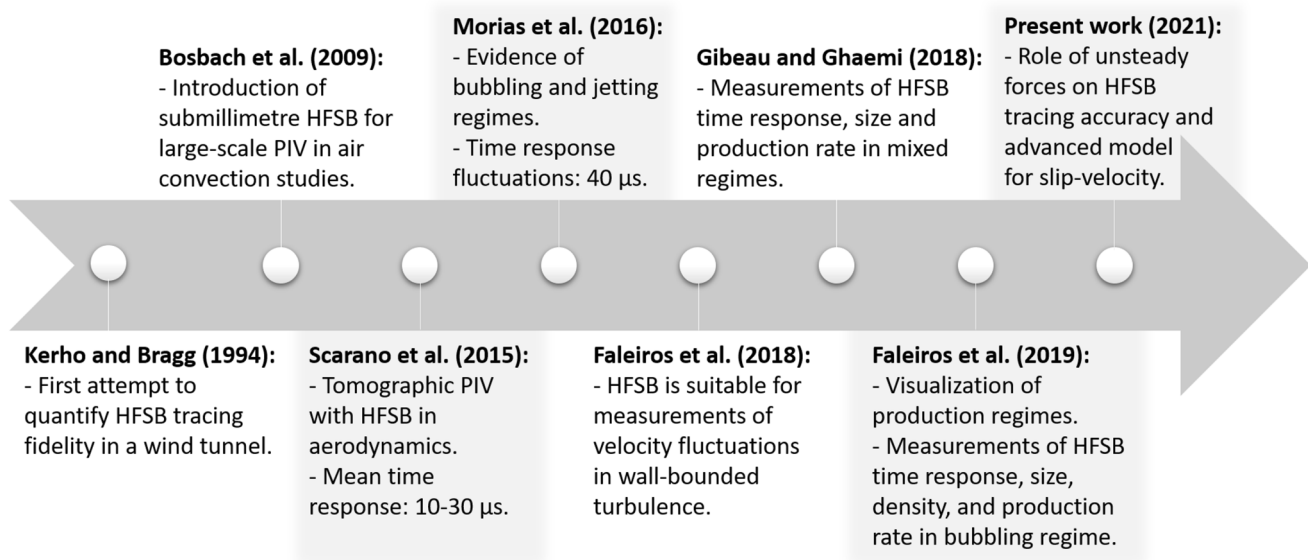 Bosbach et al. (2009):
- Introduction of
submillimetre HFSB for
large-scale PIV in air
convection studies.
Morias et al. (2016):
- Evidence of
bubbling and jetting
regimes.
- Time response
fluctuations: 40 µs.
Gibeau and Ghaemi (2018):
- Measurements of HFSB
time response, size and
production rate in mixed
regimes.
Present work (2021):
- Role of unsteady
forces on HFSB
tracing accuracy and
advanced model
for slip-velocity.
Kerho and Bragg (1994):
- First attempt to
quantify HFSB tracing
fidelity in a wind tunnel.
Scarano et al. (2015):
- Tomographic PIV
with HFSB in
aerodynamics.
- Mean time
response: 10-30 µs.
Faleiros et al. (2018):
- HFSB is suitable for
measurements of
velocity fluctuations
in wall-bounded
turbulence.
Faleiros et al. (2019):
- Visualization of
production regimes.
- Measurements of HFSB
time response, size,
density, and production
rate in bubbling regime.